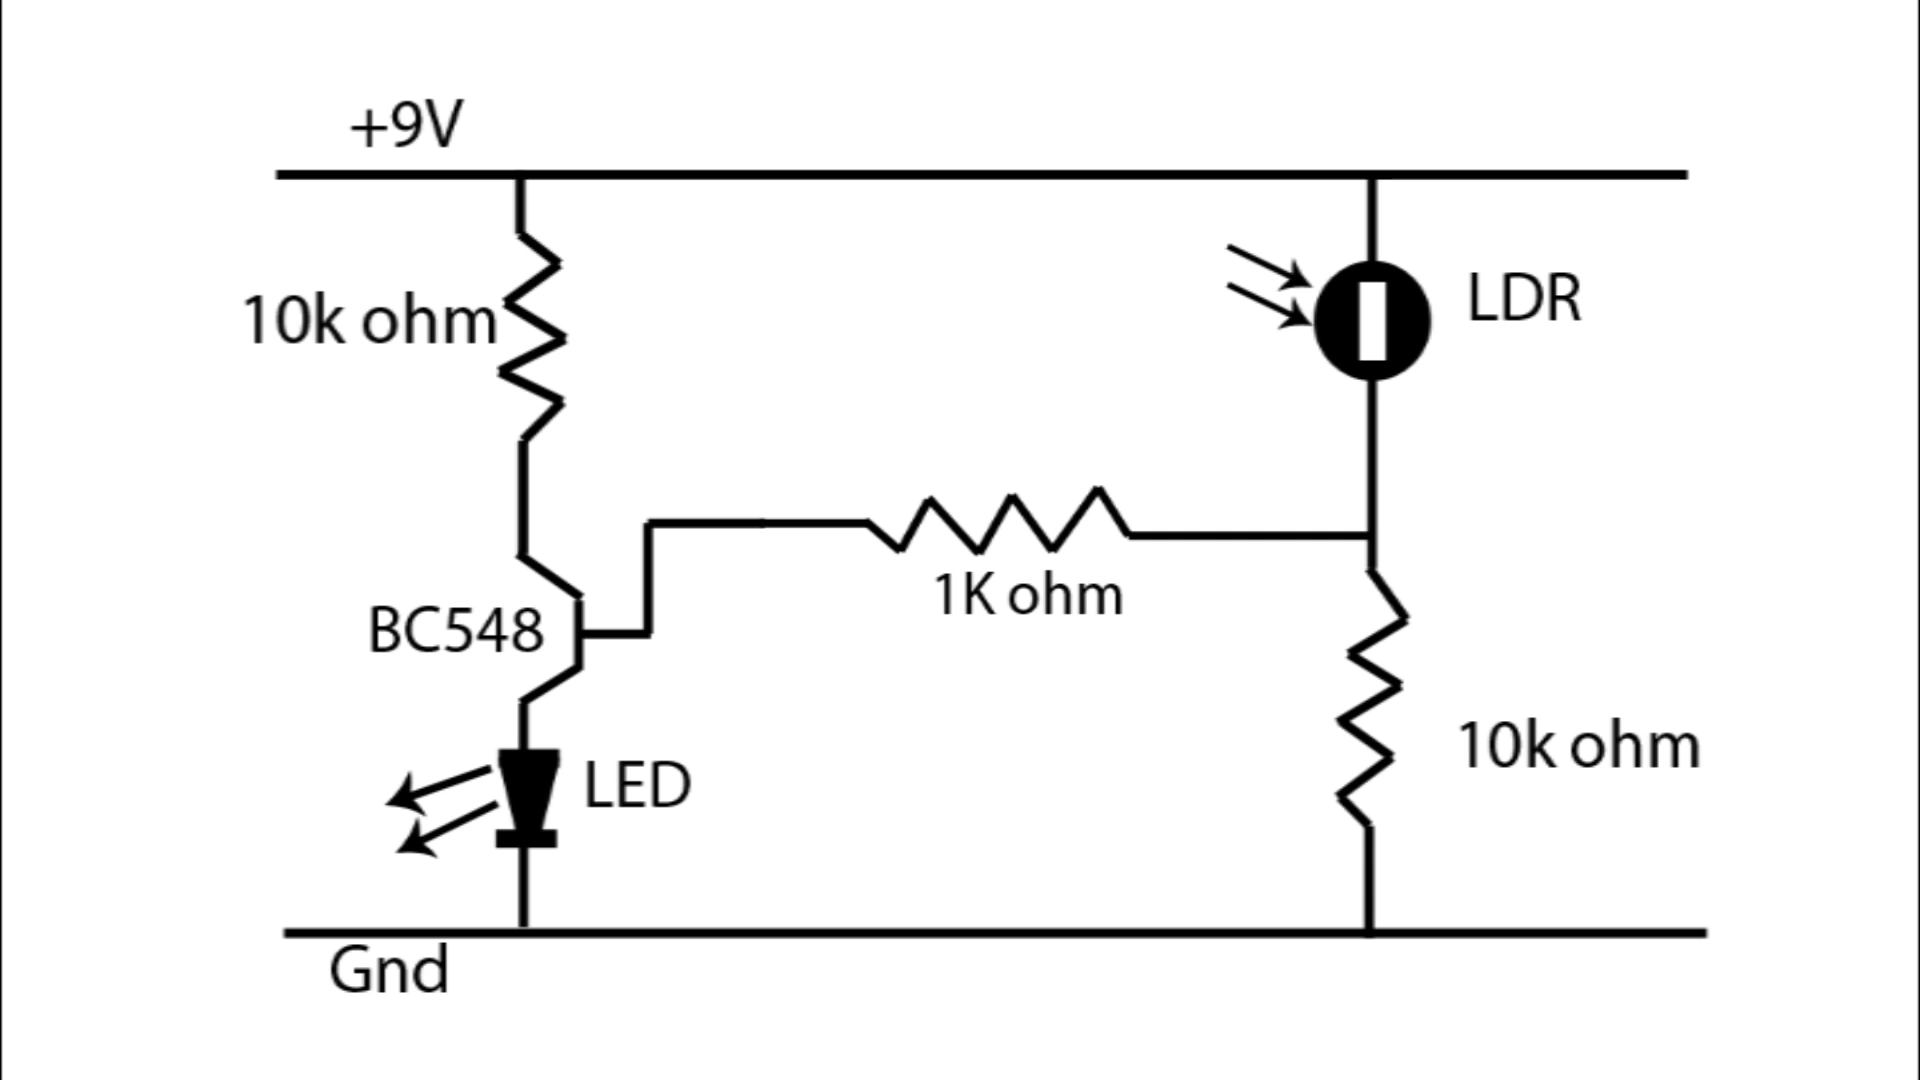 +9V
10k ohm
LDR
1K ohm
BC548
LED
10k ohm
Gnd